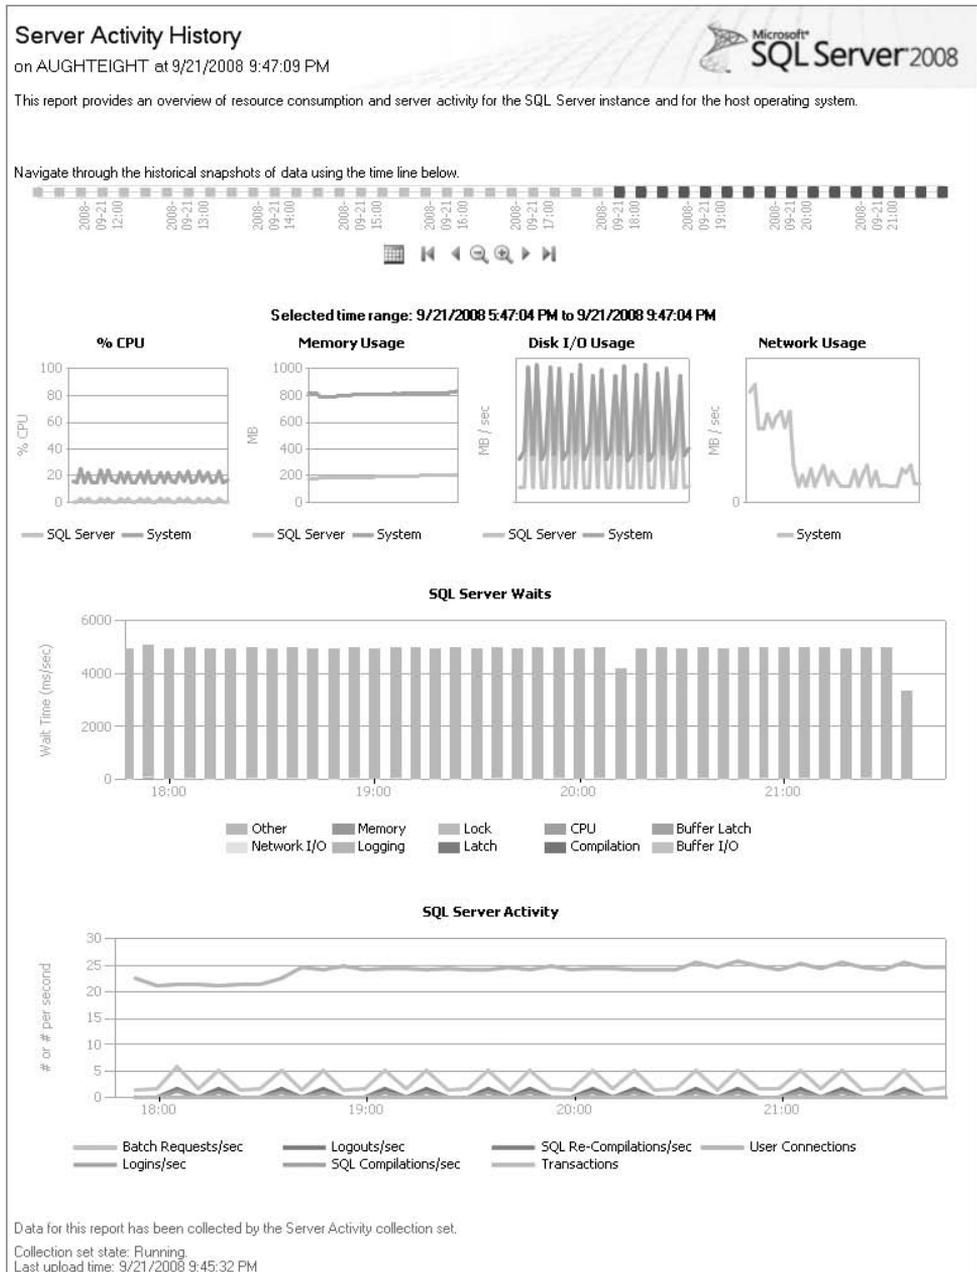 Server Activity History
on AUGHTEIGHT at 9/21/2008 9:47:09 PM
Microsoft®
SQL Server 2008
This report provides an overview of resource consumption and server activity for the SQL Server instance and for the host operating system.
Navigate through the historical snapshots of data using the time line below.
2008-09-21 12:00
2008-09-21 13:00
2008-09-21 14:00
2008-09-21 15:00
2008-09-21 16:00
2008-09-21 17:00
2008-09-21 18:00
2008-09-21 19:00
2008-09-21 20:00
2008-09-21 21:00
Selected time range: 9/21/2008 5:47:04 PM to 9/21/2008 9:47:04 PM
% CPU
% CPU
100
80
60
40
20
0
SQL Server System
Memory Usage
MB
1000
800
600
400
200
0
SQL Server System
Disk I/O Usage
MB / sec
SQL Server System
Network Usage
MB / sec
0
System
SQL Server Waits
Wait Time (ms/sec)
6000
4000
2000
0
18:00 19:00 20:00 21:00
Other Memory Lock CPU Buffer Latch
Network I/O Logging Latch Compilation Buffer I/O
SQL Server Activity
# or # per second
30
25
20
15
10
5
0
18:00 19:00 20:00 21:00
Batch Requests/sec Logouts/sec SQL Re-Compilations/sec User Connections
Logins/sec SQL Compilations/sec Transactions
Data for this report has been collected by the Server Activity collection set.
Collection set state: Running.
Last upload time: 9/21/2008 9:45:32 PM